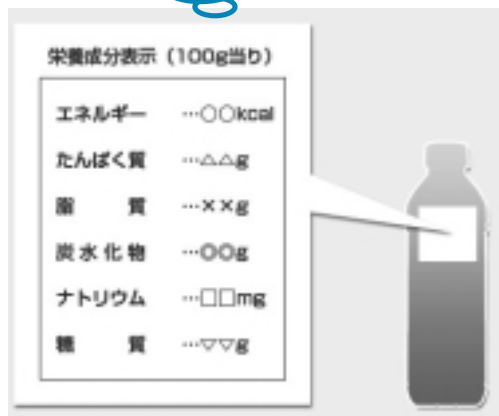 栄養成分表示（100g当り）
エネルギー …○○kcal
たんぱく質 …△△g
脂　質 …××g
炭水化物 …○○g
ナトリウム …□□mg
糖　質 …▽▽g